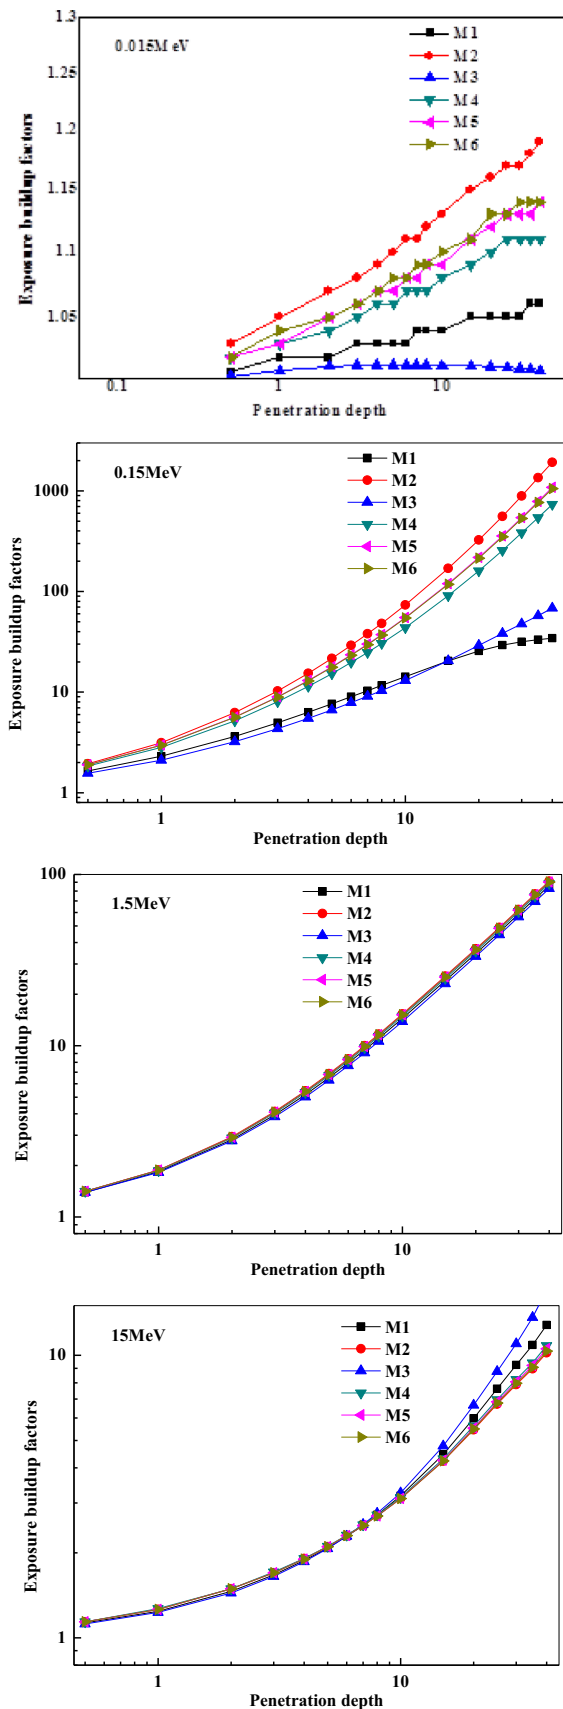 1.3
0.015M eV
M1
1.25
M2
M3
1.2
M4
M5
M6
1.15
1.1
1.05
Exposure buildup factors
0.1
1
10
Penetration depth
0.15MeV
M1
M2
M3
M4
M5
M6
1000
100
10
1
Exposure buildup factors
1
10
Penetration depth
100
1.5MeV
M1
M2
M3
M4
M5
M6
10
1
Exposure buildup factors
1
10
Penetration depth
15MeV
M1
M2
M3
M4
M5
M6
10
1
Exposure buildup factors
1
10
Penetration depth